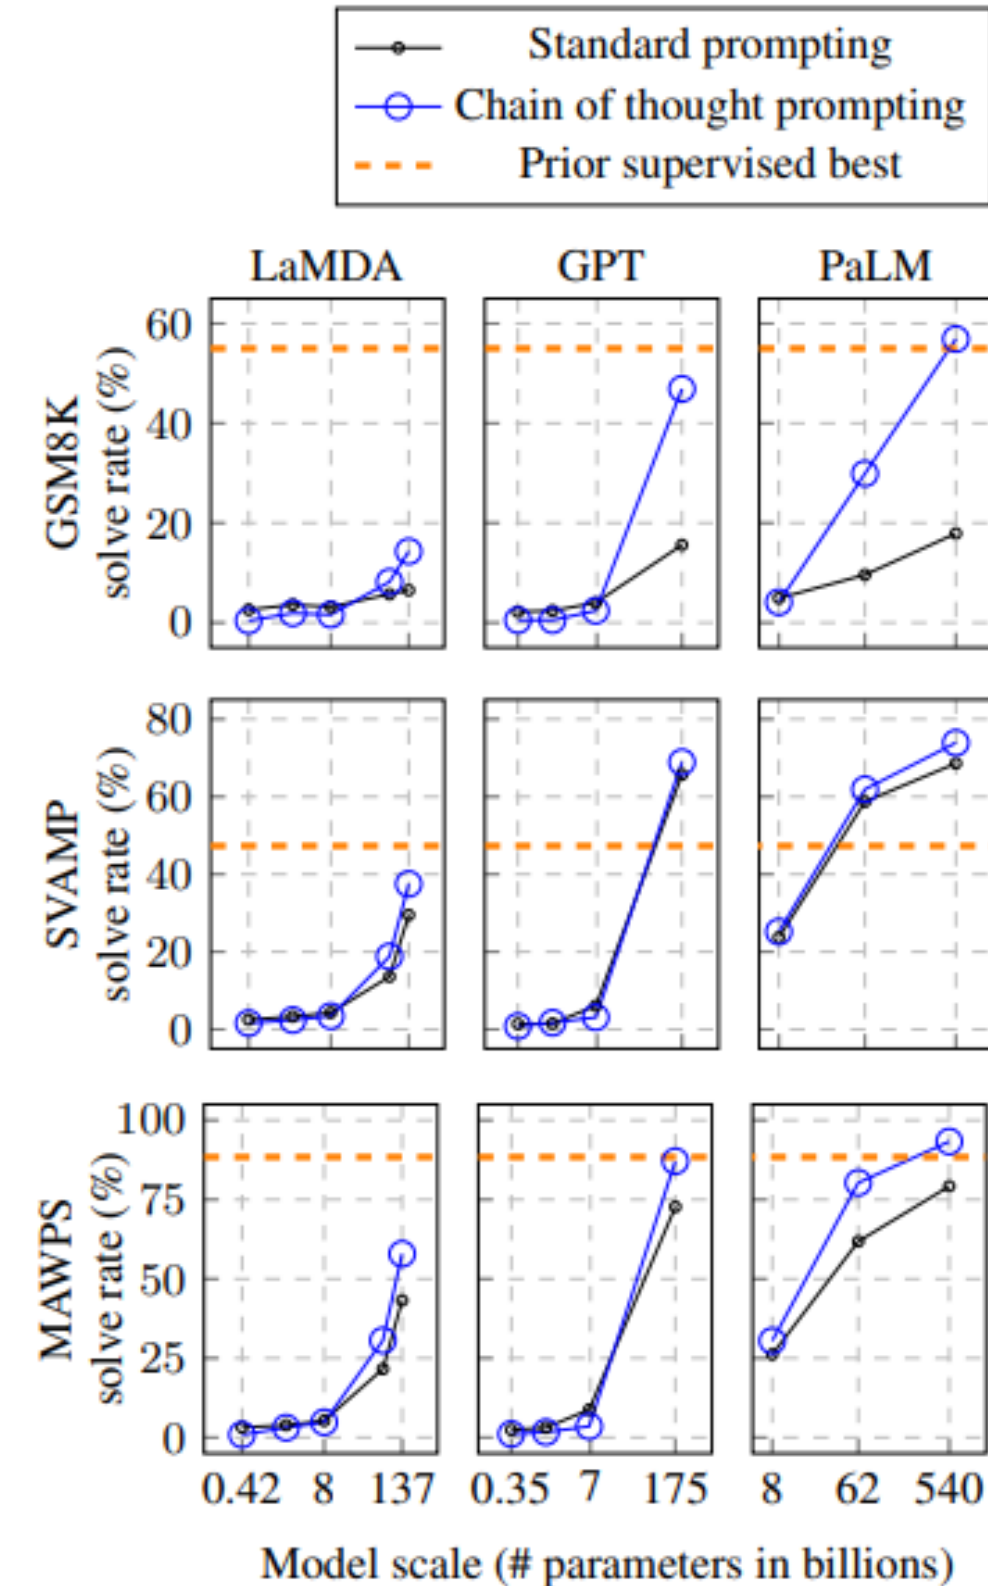 Standard prompting
Chain of thought prompting
Prior supervised best
LaMDA GPT PaLM
GSM8K
solve rate (%)
60
40
20
0
SVAMP
solve rate (%)
80
60
40
20
0
MAWPS
solve rate (%)
100
75
50
25
0
0.42 8 137 0.35 7 175 8 62 540
Model scale (# parameters in billions)